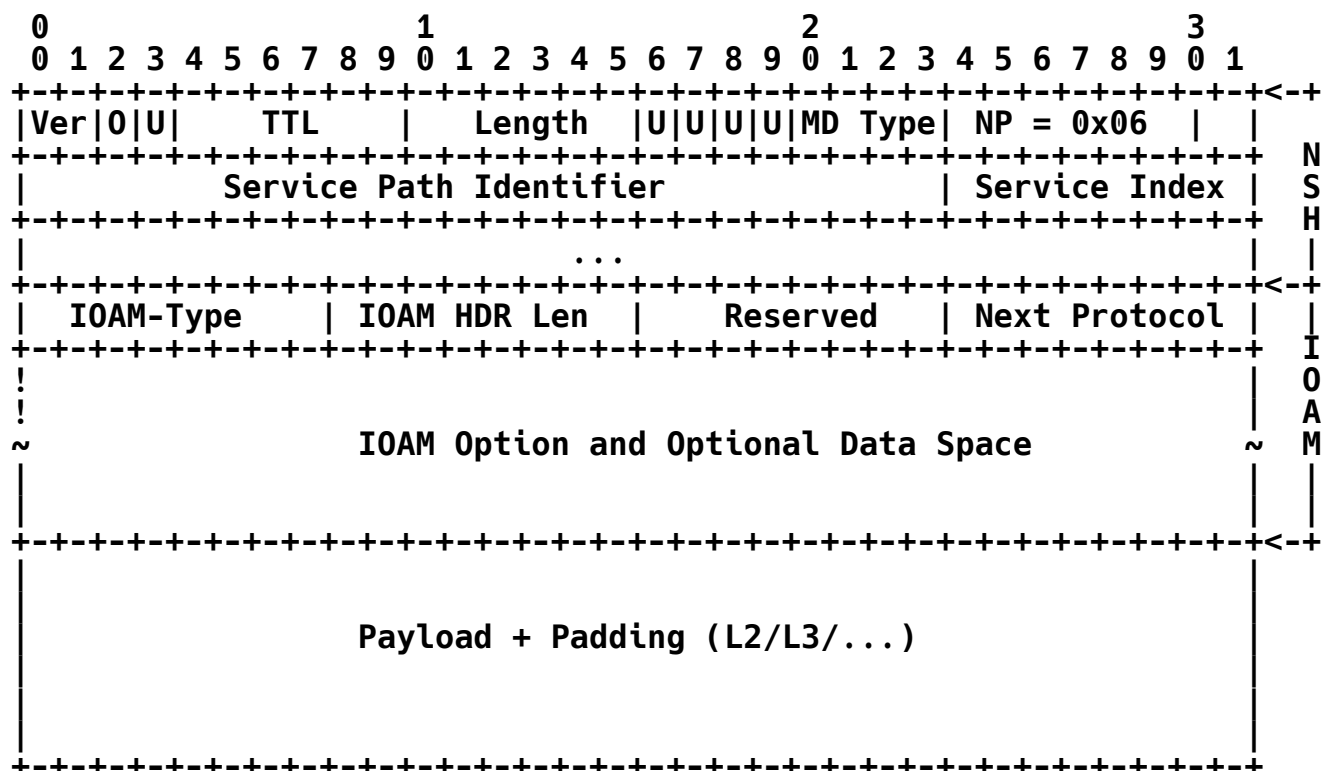 0                   1                   2                   3
 0 1 2 3 4 5 6 7 8 9 0 1 2 3 4 5 6 7 8 9 0 1 2 3 4 5 6 7 8 9 0 1
+-+-+-+-+-+-+-+-+-+-+-+-+-+-+-+-+-+-+-+-+-+-+-+-+-+-+-+-+-+-+-+-+<-+
|Ver|O|U|    TTL    |   Length  |U|U|U|U|MD Type| NP = 0x06  |  |
+-+-+-+-+-+-+-+-+-+-+-+-+-+-+-+-+-+-+-+-+-+-+-+-+-+-+-+-+-+-+-+-+  N
|          Service Path Identifier              | Service Index |  S
+-+-+-+-+-+-+-+-+-+-+-+-+-+-+-+-+-+-+-+-+-+-+-+-+-+-+-+-+-+-+-+-+  H
|                            ...                                |  |
+-+-+-+-+-+-+-+-+-+-+-+-+-+-+-+-+-+-+-+-+-+-+-+-+-+-+-+-+-+-+-+-+<-+
|  IOAM-Type    | IOAM HDR Len  |    Reserved   | Next Protocol |  |
+-+-+-+-+-+-+-+-+-+-+-+-+-+-+-+-+-+-+-+-+-+-+-+-+-+-+-+-+-+-+-+-+  I
!                                                               |  O
!                                                               |  A
~                 IOAM Option and Optional Data Space           ~  M
|                                                               |  |
|                                                               |  |
+-+-+-+-+-+-+-+-+-+-+-+-+-+-+-+-+-+-+-+-+-+-+-+-+-+-+-+-+-+-+-+-+<-+
|                                                               |
|                                                               |
|                 Payload + Padding (L2/L3/...)                 |
|                                                               |
|                                                               |
|                                                               |
+-+-+-+-+-+-+-+-+-+-+-+-+-+-+-+-+-+-+-+-+-+-+-+-+-+-+-+-+-+-+-+-+